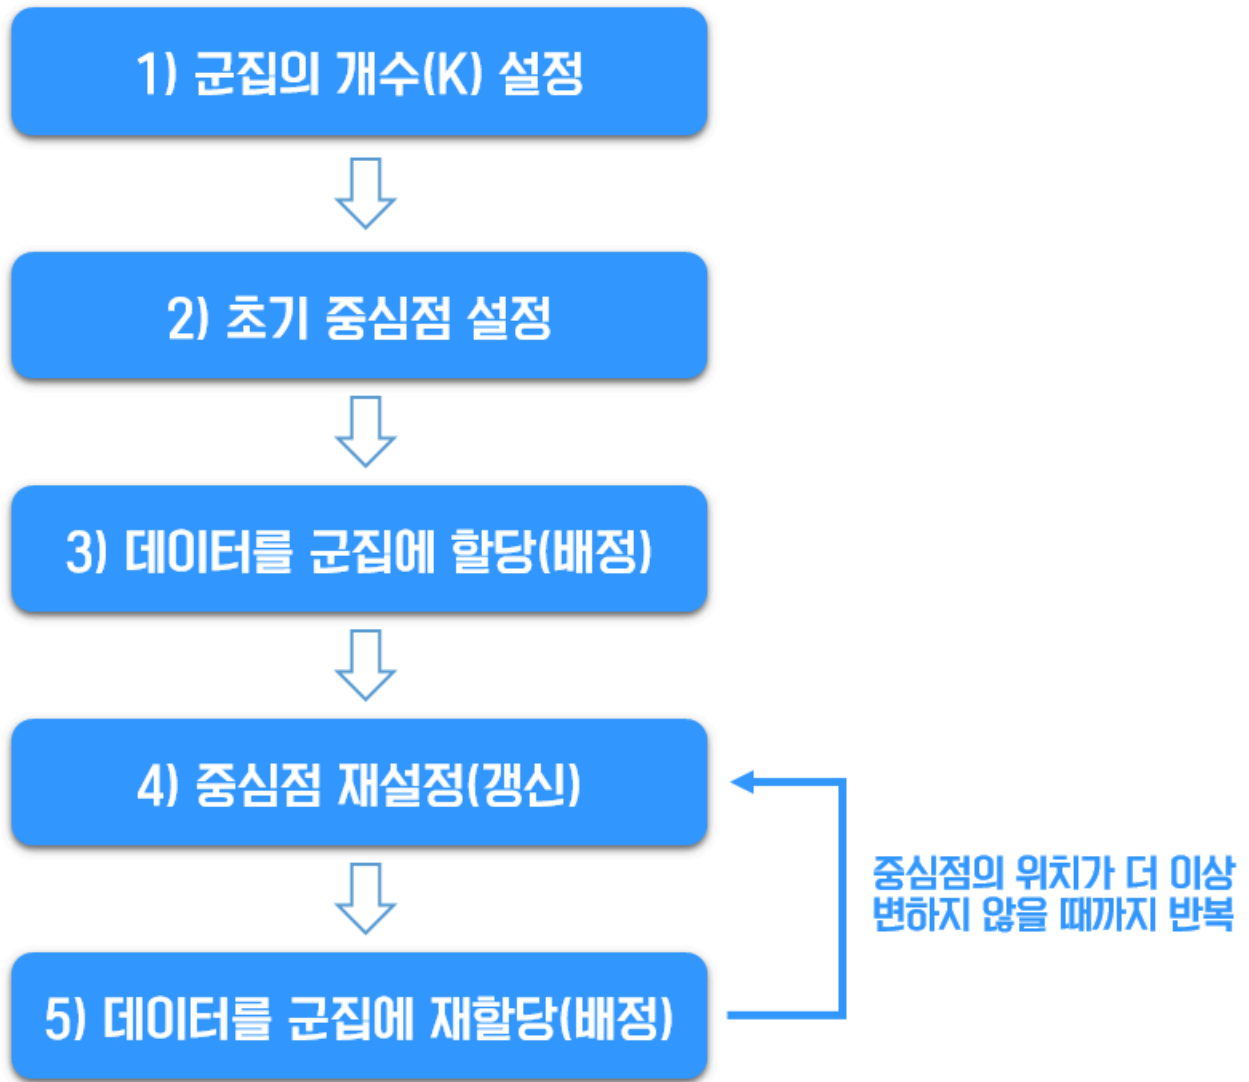 1) 군집의 개수(K) 설정
2) 초기 중심점 설정
3) 데이터를 군집에 할당(배정)
4) 중심점 재설정(갱신)
중심점의 위치가 더 이상
변하지 않을 때까지 반복
5) 데이터를 군집에 재할당(배정)